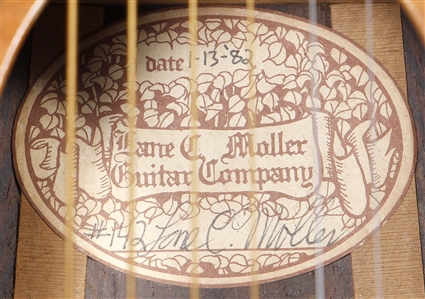 date 1-13-82
Lane C. Moller
Guitar Company
#142 Lane C. Moller